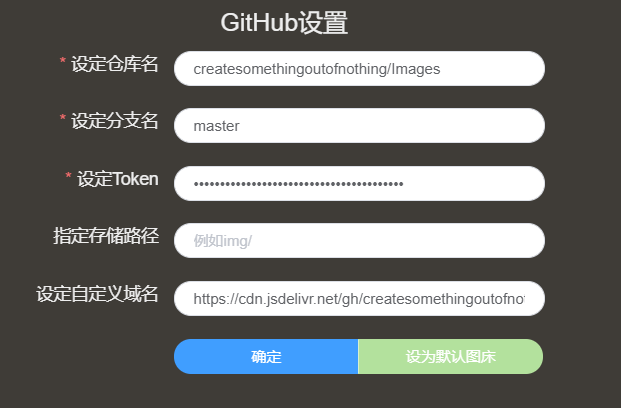 GitHub设置
* 设定仓库名 createsomethingoutofnothing/Images
* 设定分支名 master
* 设定Token ••••••••••••••••••••••••••••••••••••••••
指定存储路径 例如img/
设定自定义域名 https://cdn.jsdelivr.net/gh/createsomethingoutofnot
确定 设为默认图床